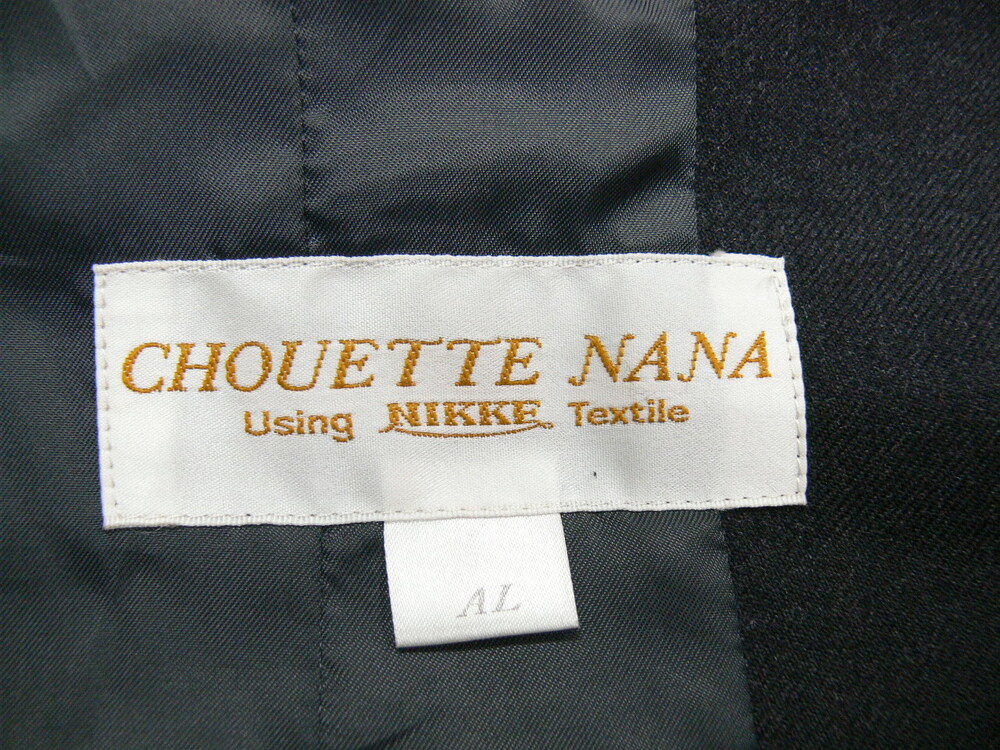 CHOUETTE NANA
Using NIKKE Textile
AL